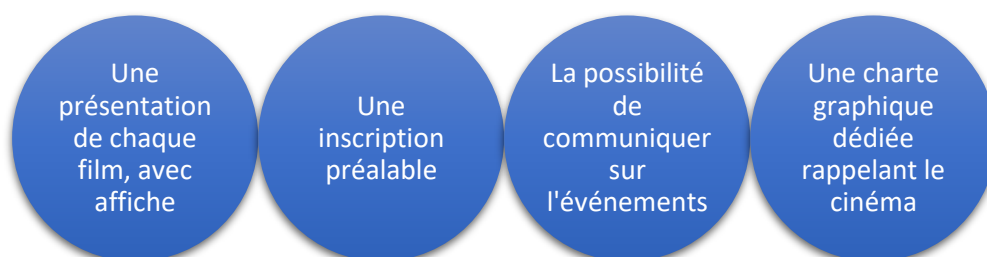 Une
présentation
de chaque
film, avec
affiche
Une
inscription
préalable
La possibilité
de
communiquer
sur
l'événements
Une charte
graphique
dédiée
rappelant le
cinéma